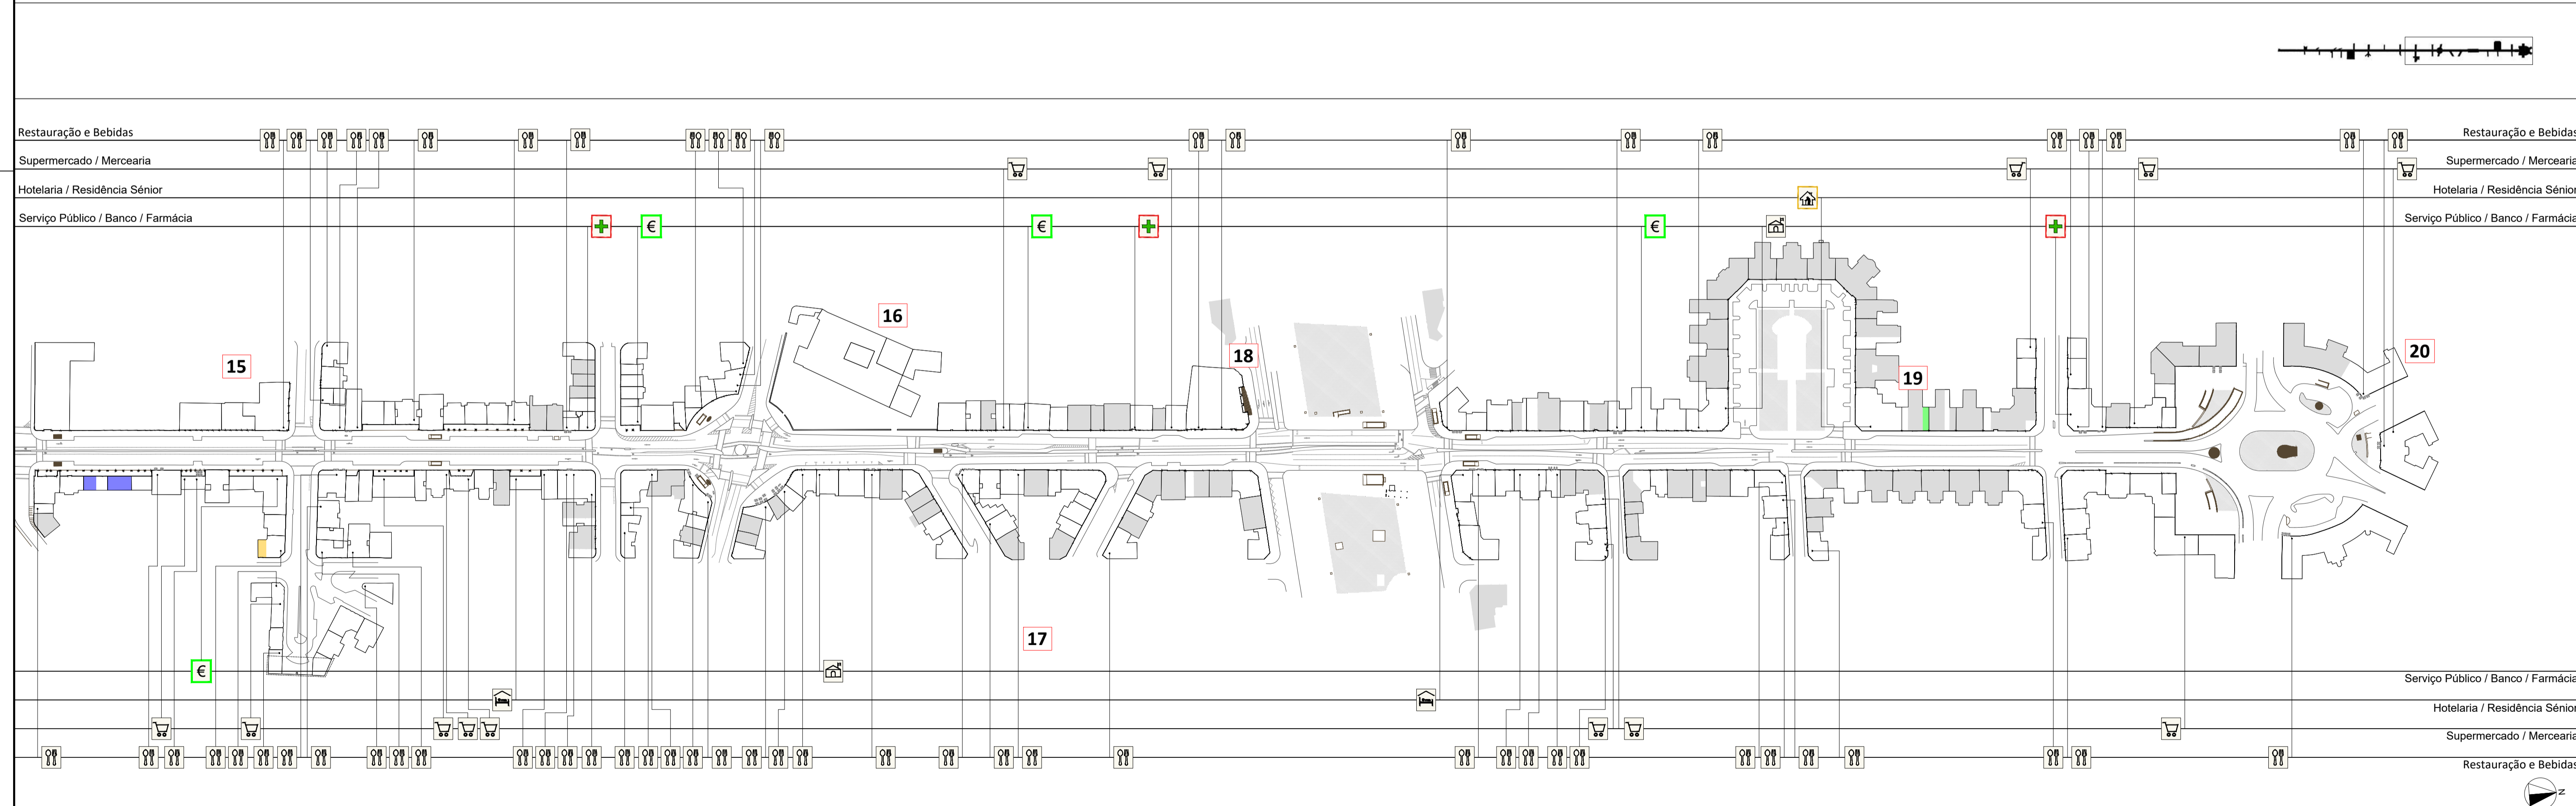 Restauração e Bebidas
Restauração e Bebidas
Supermercado / Mercearia
Supermercado / Mercearia
Hotelaria / Residência Sénior
Hotelaria / Residência Sénior
Serviço Público / Banco / Farmácia
Serviço Público / Banco / Farmácia
€
€
€
16
15
18
19
20
17
€
Serviço Público / Banco / Farmácia
Hotelaria / Residência Sénior
Supermercado / Mercearia
Restauração e Bebidas
N